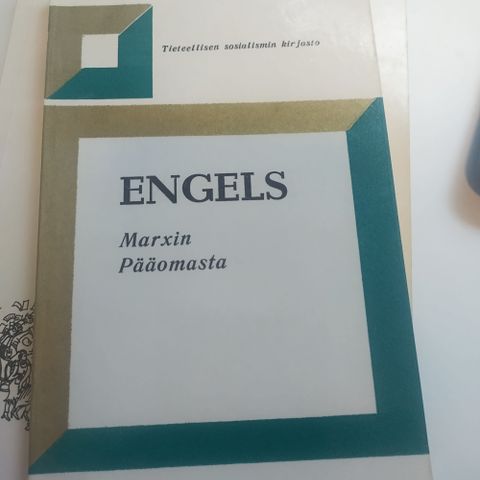 Tieteellisen sosialismin kirjasto
ENGELS
Marxin
Pääomasta